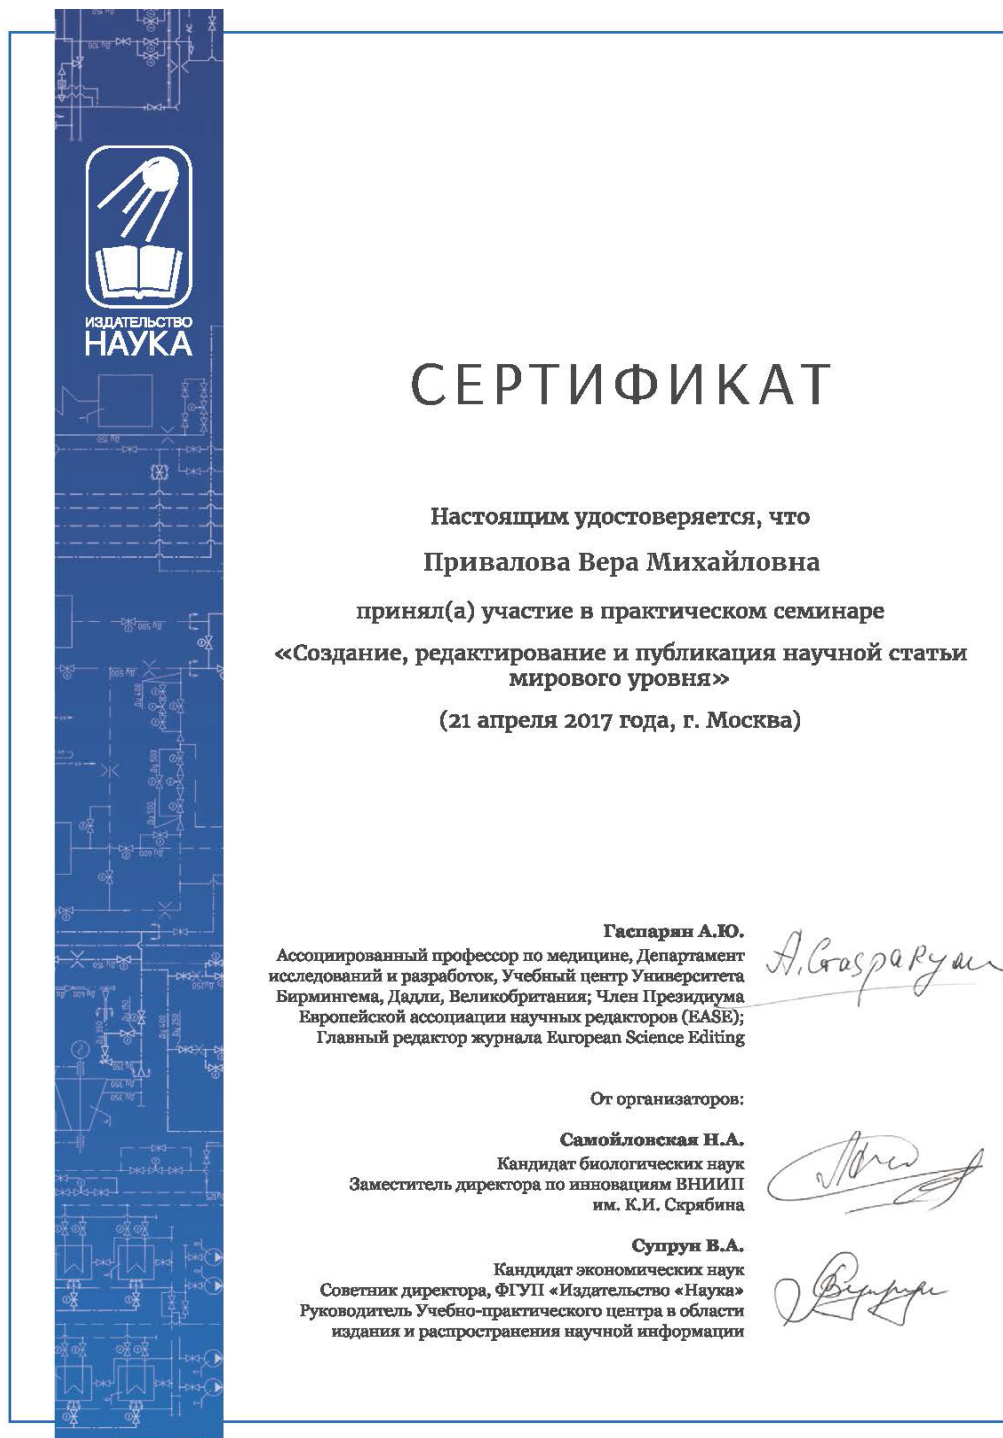 ИЗДАТЕЛЬСТВО
НАУКА
СЕРТИФИКАТ
Настоящим удостоверяется, что
Привалова Вера Михайловна
принял(а) участие в практическом семинаре
«Создание, редактирование и публикация научной статьи
мирового уровня»
(21 апреля 2017 года, г. Москва)
Гаспарян А.Ю.
Ассоциированный профессор по медицине, Департамент
исследований и разработок, Учебный центр Университета
Бирмингема, Дадли, Великобритания; Член Президиума
Европейской ассоциации научных редакторов (EASE);
Главный редактор журнала European Science Editing
A. Gasparyan
От организаторов:
Самойловская Н.А.
Кандидат биологических наук
Заместитель директора по инновациям ВНИИП
им. К.И. Скрябина
Супрун В.А.
Кандидат экономических наук
Советник директора, ФГУП «Издательство «Наука»
Руководитель Учебно-практического центра в области
издания и распространения научной информации